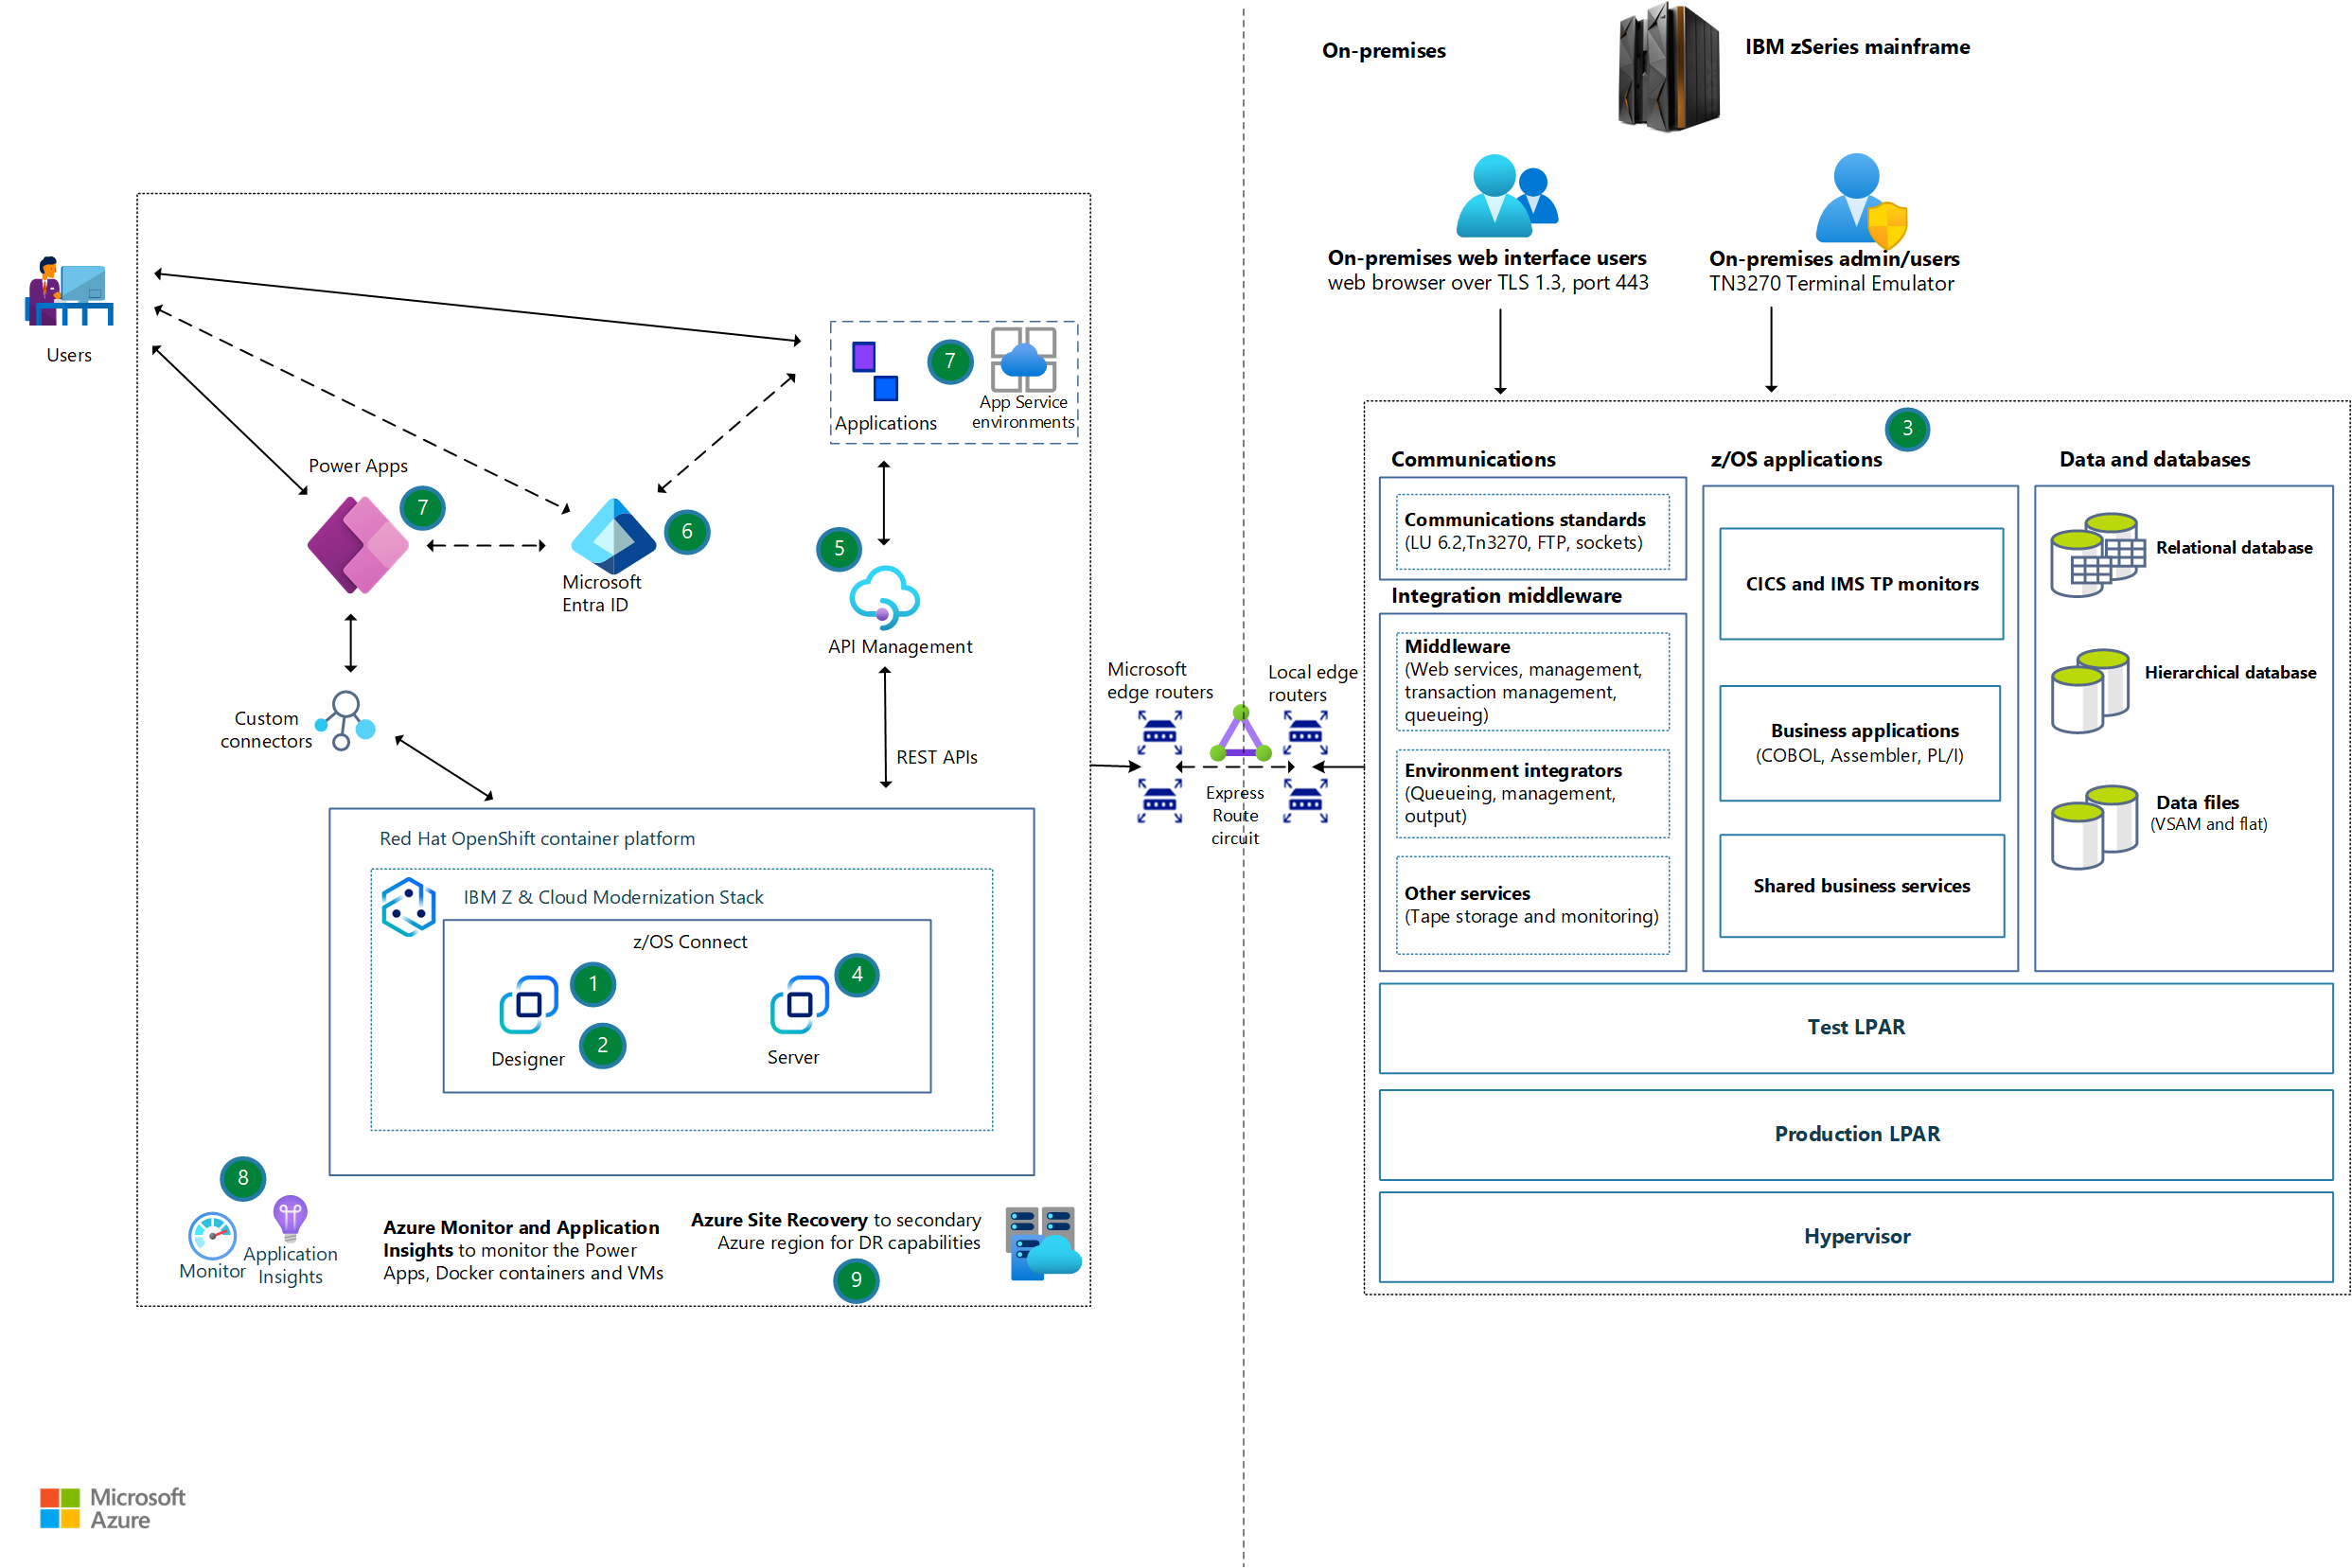 On-premises
IBM zSeries mainframe
On-premises web interface users
web browser over TLS 1.3, port 443
On-premises admin/users
TN3270 Terminal Emulator
Users
7
Applications
App Service
environments
Power Apps
7
6
Microsoft
Entra ID
5
API Management
Custom
connectors
REST APIs
Red Hat OpenShift container platform
IBM Z & Cloud Modernization Stack
z/OS Connect
1
2
Designer
4
Server
8
Monitor
Application
Insights
Azure Monitor and Application
Insights to monitor the Power
Apps, Docker containers and VMs
Azure Site Recovery to secondary
Azure region for DR capabilities
9
Microsoft
edge routers
Local edge
routers
Express
Route
circuit
3
Communications
Communications standards
(LU 6.2,Tn3270, FTP, sockets)
Integration middleware
Middleware
(Web services, management,
transaction management,
queueing)
Environment integrators
(Queueing, management,
output)
Other services
(Tape storage and monitoring)
z/OS applications
CICS and IMS TP monitors
Business applications
(COBOL, Assembler, PL/I)
Shared business services
Data and databases
Relational database
Hierarchical database
Data files
(VSAM and flat)
Test LPAR
Production LPAR
Hypervisor
Microsoft
Azure